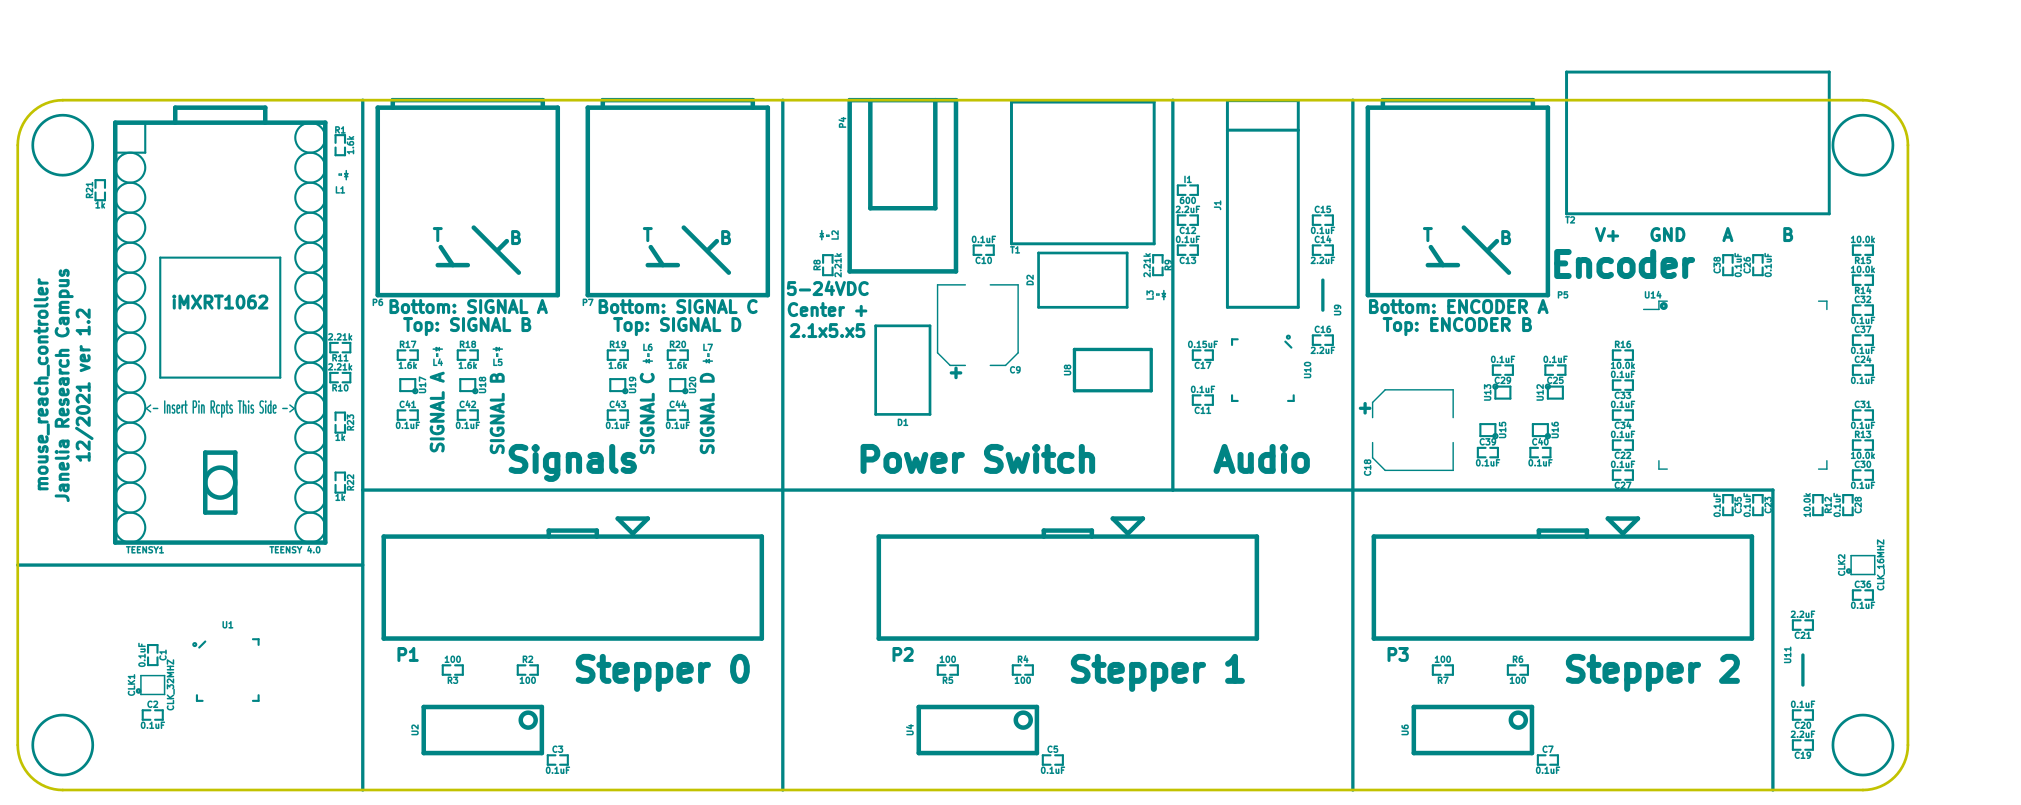 mouse_reach_controller
Janelia Research Campus
12/2021 ver 1.2
R21
1k
R1
1.6k
L1
iMXRT1062
2.21k
R11
2.21k
R10
<- Insert Pin Rcpts This Side ->
R23
1k
R22
1k
TEENSY1
TEENSY 4.0
T
B
P6
Bottom: SIGNAL A
Top: SIGNAL B
R17
1.6k
L4
R18
1.6k
L5
U17
U18
C41
0.1uF
C42
0.1uF
SIGNAL A
SIGNAL B
T
B
P7
Bottom: SIGNAL C
Top: SIGNAL D
R19
1.6k
L6
R20
1.6k
L7
U19
U20
C43
0.1uF
C44
0.1uF
SIGNAL C
SIGNAL D
Signals
P4
L2
R8
2.21k
5-24VDC
Center +
2.1x5.x5
0.1uF
C10
T1
D2
2.21k
R9
L3
+
C9
D1
U8
Power Switch
I1
600
2.2uF
C12
0.1uF
C13
J1
C15
0.1uF
C14
2.2uF
U9
C16
2.2uF
0.15uF
C17
U10
0.1uF
C11
Audio
T
B
P5
Bottom: ENCODER A
Top: ENCODER B
T2
V+ GND A B
Encoder
C38
0.1uF
C26
0.1uF
U14
10.0k
R15
10.0k
R14
C32
0.1uF
C37
0.1uF
C24
0.1uF
0.1uF
C29
0.1uF
C25
U13
U12
U15
U16
C39
0.1uF
C40
0.1uF
+
C18
R16
10.0k
0.1uF
C33
0.1uF
C34
0.1uF
C22
0.1uF
C27
C31
0.1uF
R13
10.0k
C30
0.1uF
0.1uF
C35
0.1uF
C23
10.0k
R12
0.1uF
C28
CLK2
CLK_16MHZ
C36
0.1uF
2.2uF
C21
U11
0.1uF
C20
2.2uF
C19
U1
0.1uF
C1
CLK1
CLK_32MHZ
C2
0.1uF
P1
100
R3
R2
100
Stepper 0
U2
C3
0.1uF
P2
100
R5
R4
100
Stepper 1
U4
C5
0.1uF
P3
100
R7
R6
100
Stepper 2
U6
C7
0.1uF